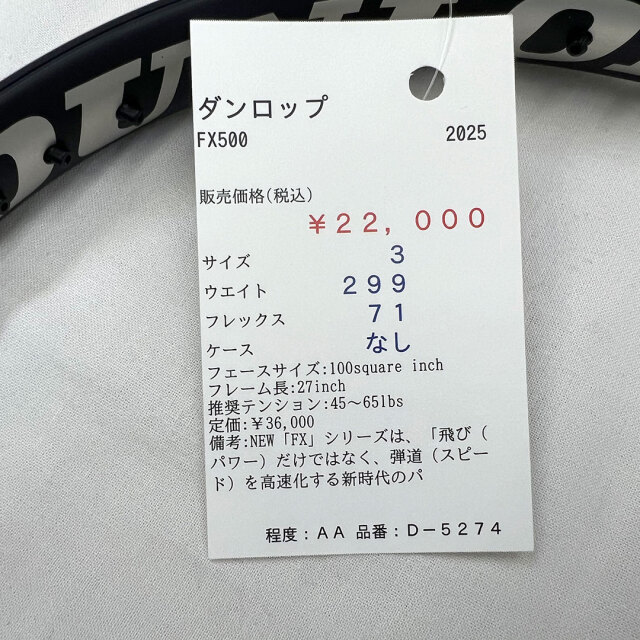 DUNLOP
ダンロップ
FX500 2025
販売価格(税込)
￥２２，０００
サイズ ３
ウエイト ２９９
フレックス ７１
ケース なし
フェースサイズ:100square inch
フレーム長:27inch
推奨テンション:45～65lbs
定価:￥36,000
備考:NEW「FX」シリーズは、「飛び（
パワー）だけではなく、弾道（スピー
ド）を高速化する新時代のパ
程度：ＡＡ 品番：Ｄ－５２７４